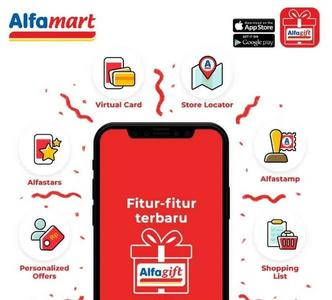 Alfamart
Download on the
App Store
GET IT ON
Google play
Alfagift
Virtual Card
Store Locator
Alfastars
Alfastamp
Fitur-fitur
terbaru
Personalized
Offers
Shopping
List
Alfagift